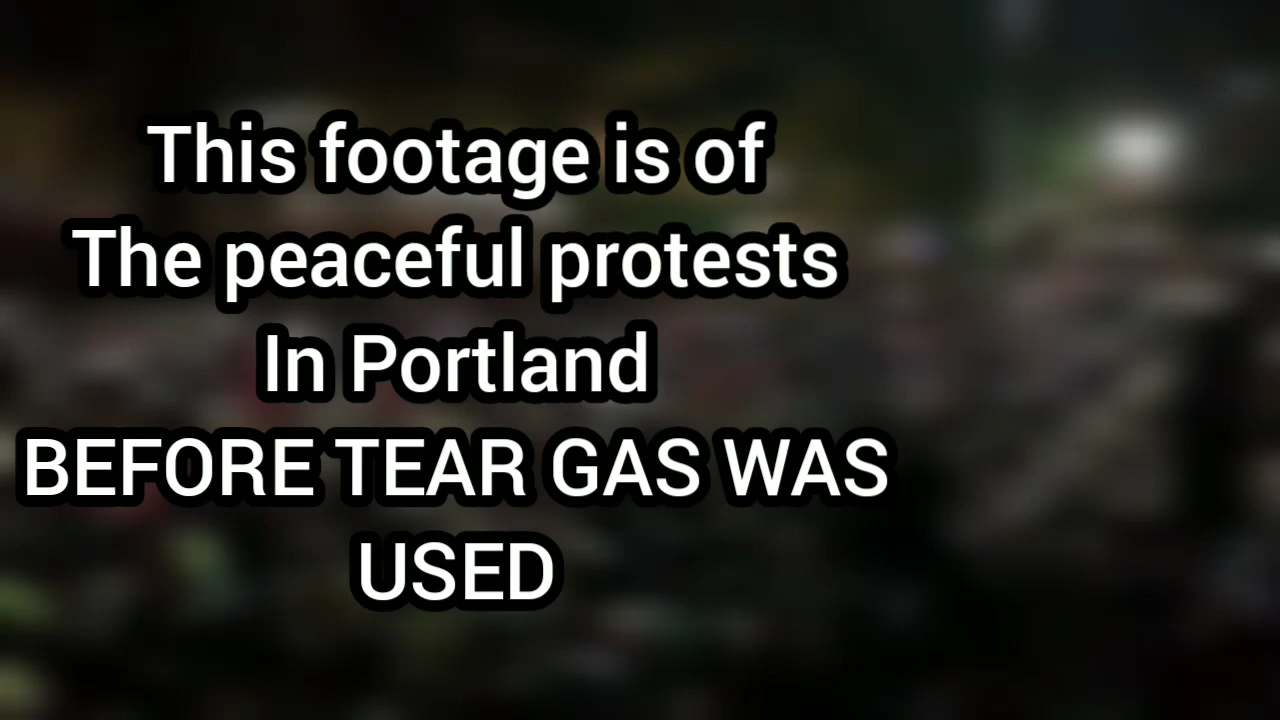 This footage is of
The peaceful protests
In Portland
BEFORE TEAR GAS WAS
USED